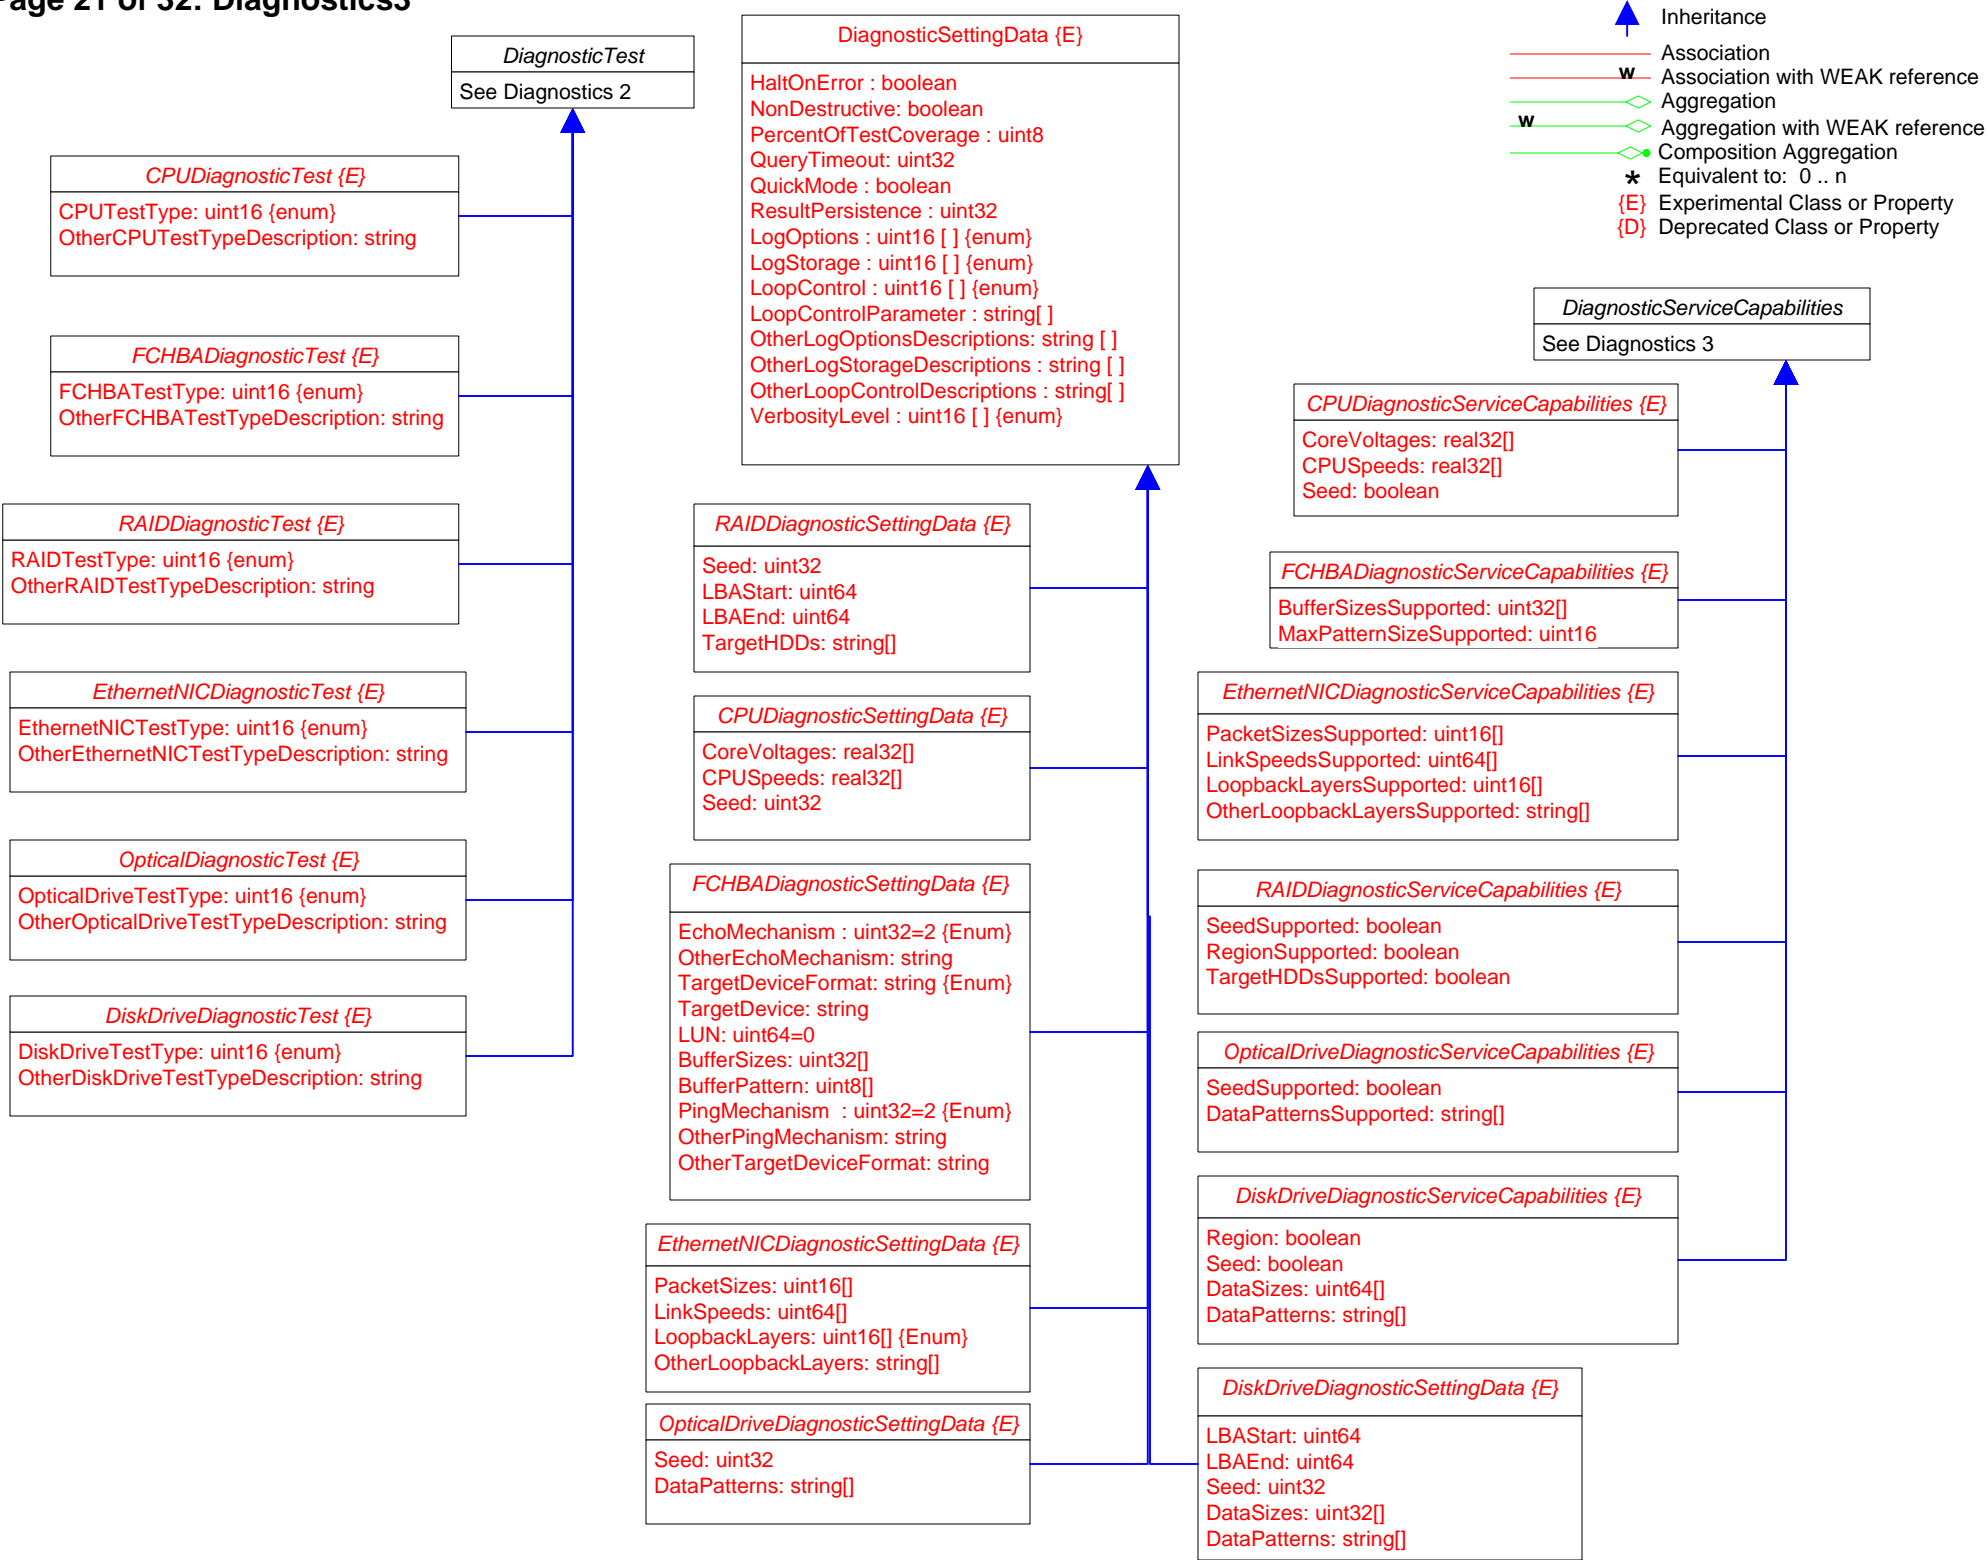 Page 21 of 32: Diagnostics3
DiagnosticTest
See Diagnostics 2
CPUDiagnosticTest {E}
CPUTestType: uint16 {enum}
OtherCPUTestTypeDescription: string
FCHBADiagnosticTest {E}
FCHBATestType: uint16 {enum}
OtherFCHBATestTypeDescription: string
RAIDDiagnosticTest {E}
RAIDTestType: uint16 {enum}
OtherRAIDTestTypeDescription: string
EthernetNICDiagnosticTest {E}
EthernetNICTestType: uint16 {enum}
OtherEthernetNICTestTypeDescription: string
OpticalDiagnosticTest {E}
OpticalDriveTestType: uint16 {enum}
OtherOpticalDriveTestTypeDescription: string
DiskDriveDiagnosticTest {E}
DiskDriveTestType: uint16 {enum}
OtherDiskDriveTestTypeDescription: string
DiagnosticSettingData {E}
HaltOnError : boolean
NonDestructive: boolean
PercentOfTestCoverage : uint8
QueryTimeout: uint32
QuickMode : boolean
ResultPersistence : uint32
LogOptions : uint16 [ ] {enum}
LogStorage : uint16 [ ] {enum}
LoopControl : uint16 [ ] {enum}
LoopControlParameter : string[ ]
OtherLogOptionsDescriptions: string [ ]
OtherLogStorageDescriptions : string [ ]
OtherLoopControlDescriptions : string[ ]
VerbosityLevel : uint16 [ ] {enum}
RAIDDiagnosticSettingData {E}
Seed: uint32
LBAStart: uint64
LBAEnd: uint64
TargetHDDs: string[]
CPUDiagnosticSettingData {E}
CoreVoltages: real32[]
CPUSpeeds: real32[]
Seed: uint32
FCHBADiagnosticSettingData {E}
EchoMechanism : uint32=2 {Enum}
OtherEchoMechanism: string
TargetDeviceFormat: string {Enum}
TargetDevice: string
LUN: uint64=0
BufferSizes: uint32[]
BufferPattern: uint8[]
PingMechanism  : uint32=2 {Enum}
OtherPingMechanism: string
OtherTargetDeviceFormat: string
EthernetNICDiagnosticSettingData {E}
PacketSizes: uint16[]
LinkSpeeds: uint64[]
LoopbackLayers: uint16[] {Enum}
OtherLoopbackLayers: string[]
OpticalDriveDiagnosticSettingData {E}
Seed: uint32
DataPatterns: string[]
Inheritance
Association
w Association with WEAK reference
Aggregation
w Aggregation with WEAK reference
Composition Aggregation
* Equivalent to:  0 .. n
{E} Experimental Class or Property
{D} Deprecated Class or Property
DiagnosticServiceCapabilities
See Diagnostics 3
CPUDiagnosticServiceCapabilities {E}
CoreVoltages: real32[]
CPUSpeeds: real32[]
Seed: boolean
FCHBADiagnosticServiceCapabilities {E}
BufferSizesSupported: uint32[]
MaxPatternSizeSupported: uint16
EthernetNICDiagnosticServiceCapabilities {E}
PacketSizesSupported: uint16[]
LinkSpeedsSupported: uint64[]
LoopbackLayersSupported: uint16[]
OtherLoopbackLayersSupported: string[]
RAIDDiagnosticServiceCapabilities {E}
SeedSupported: boolean
RegionSupported: boolean
TargetHDDsSupported: boolean
OpticalDriveDiagnosticServiceCapabilities {E}
SeedSupported: boolean
DataPatternsSupported: string[]
DiskDriveDiagnosticServiceCapabilities {E}
Region: boolean
Seed: boolean
DataSizes: uint64[]
DataPatterns: string[]
DiskDriveDiagnosticSettingData {E}
LBAStart: uint64
LBAEnd: uint64
Seed: uint32
DataSizes: uint32[]
DataPatterns: string[]